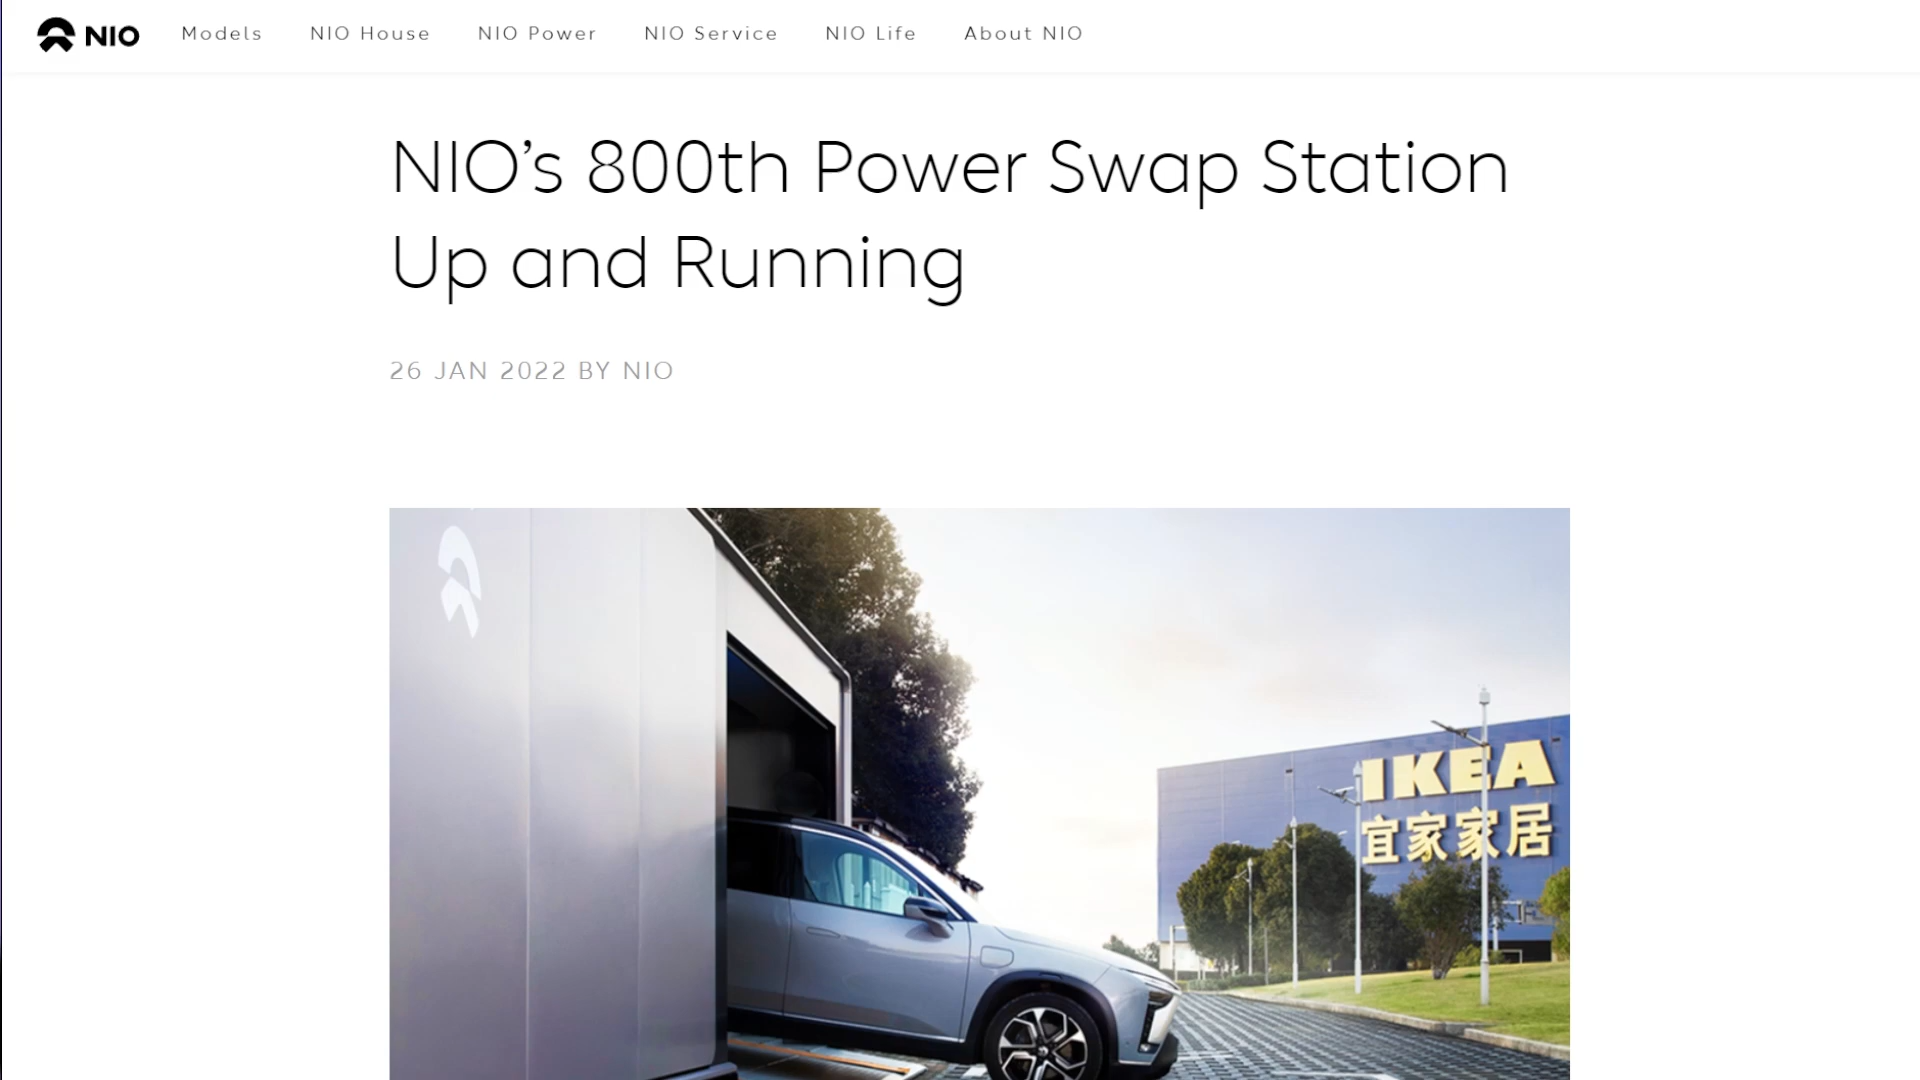 NIO Models NIO House NIO Power NIO Service NIO Life About NIO
NIO’s 800th Power Swap Station
Up and Running
26 JAN 2022 BY NIO
IKEA
宜家家居